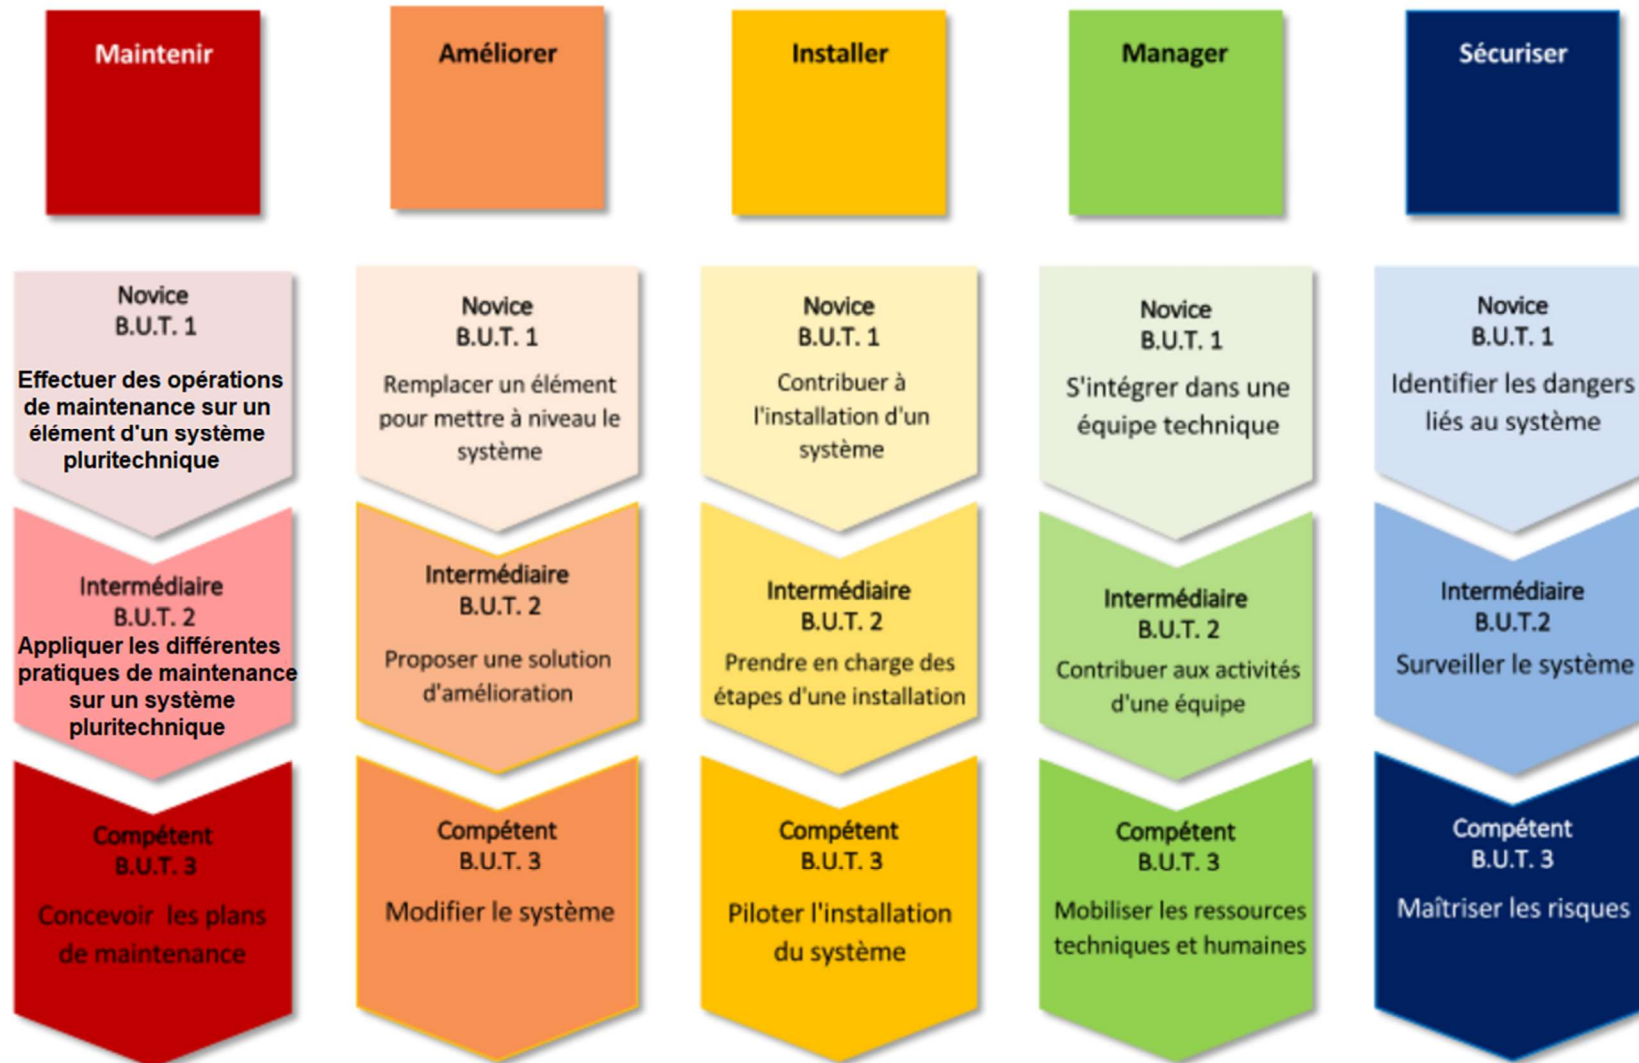 Maintenir
Améliorer
Installer
Manager
Sécuriser
Novice
B.U.T. 1
Effectuer des opérations
de maintenance sur un
élément d'un système
pluritechnique
Novice
B.U.T. 1
Remplacer un élément
pour mettre à niveau le
système
Novice
B.U.T. 1
Contribuer à
l'installation d'un
système
Novice
B.U.T. 1
S'intégrer dans une
équipe technique
Novice
B.U.T. 1
Identifier les dangers
liés au système
Intermédiaire
B.U.T. 2
Appliquer les différentes
pratiques de maintenance
sur un système
pluritechnique
Intermédiaire
B.U.T. 2
Proposer une solution
d'amélioration
Intermédiaire
B.U.T. 2
Prendre en charge des
étapes d'une installation
Intermédiaire
B.U.T. 2
Contribuer aux activités
d'une équipe
Intermédiaire
B.U.T.2
Surveiller le système
Compétent
B.U.T. 3
Concevoir  les plans
de maintenance
Compétent
B.U.T. 3
Modifier le système
Compétent
B.U.T. 3
Piloter l'installation
du système
Compétent
B.U.T. 3
Mobiliser les ressources
techniques et humaines
Compétent
B.U.T. 3
Maîtriser les risques